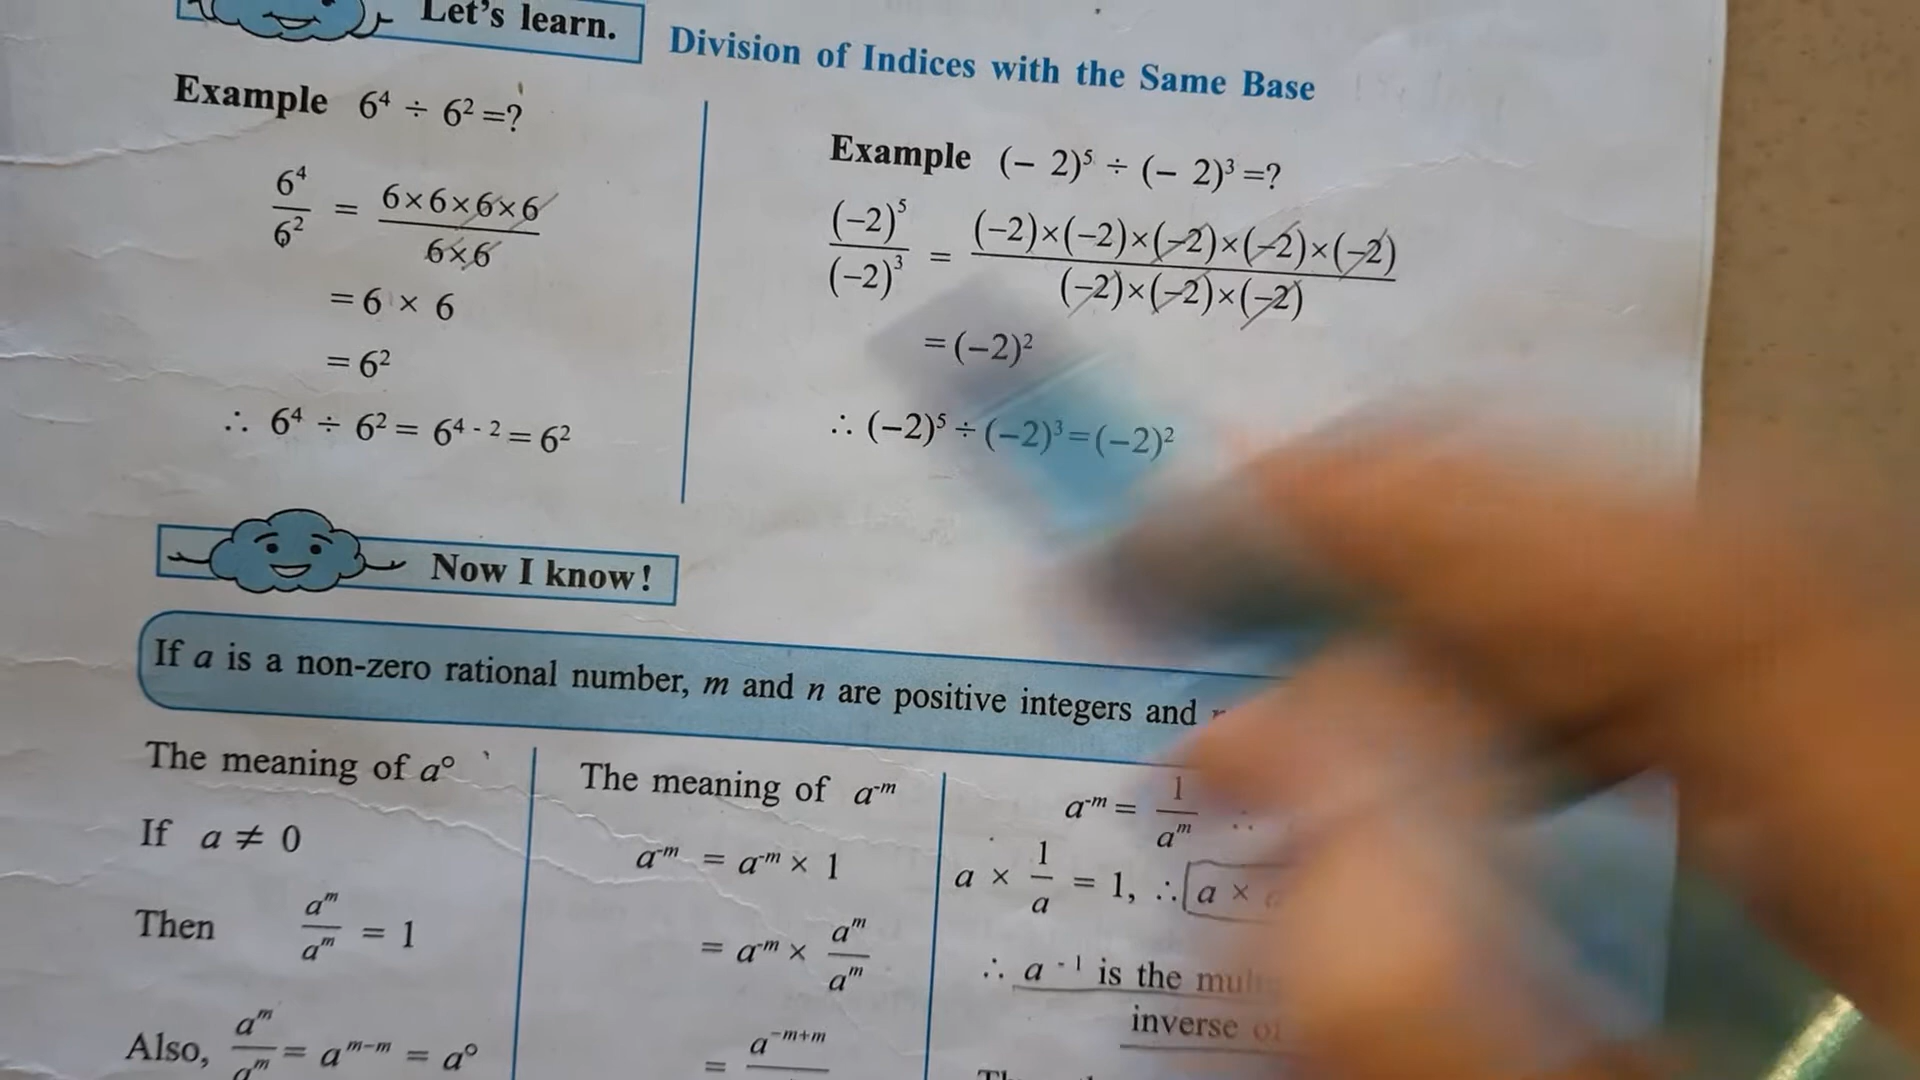 Let's learn.
Division of Indices with the Same Base
Example 6⁴ ÷ 6² =?
6⁴/6² = 6×6×6×6/6×6
= 6 × 6
= 6²
∴ 6⁴ ÷ 6² = 6⁴ ⁻ ² = 6²
Example (− 2)⁵ ÷ (− 2)³ =?
(−2)⁵/(−2)³ = (−2)×(−2)×(−2)×(−2)×(−2)/(−2)×(−2)×(−2)
= (−2)²
∴ (−2)⁵ ÷ (−2)³ = (−2)²
Now I know!
If a is a non-zero rational number, m and n are positive integers and
The meaning of a°
If a ≠ 0
Then aᵐ/aᵐ = 1
Also, aᵐ/aᵐ = aᵐ⁻ᵐ = a°
The meaning of a⁻ᵐ
a⁻ᵐ = a⁻ᵐ × 1
= a⁻ᵐ × aᵐ/aᵐ
= a⁻ᵐ⁺ᵐ
a⁻ᵐ = 1/aᵐ ∴
a × 1/a = 1, ∴ a ×
∴ a ⁻¹ is the
inverse of